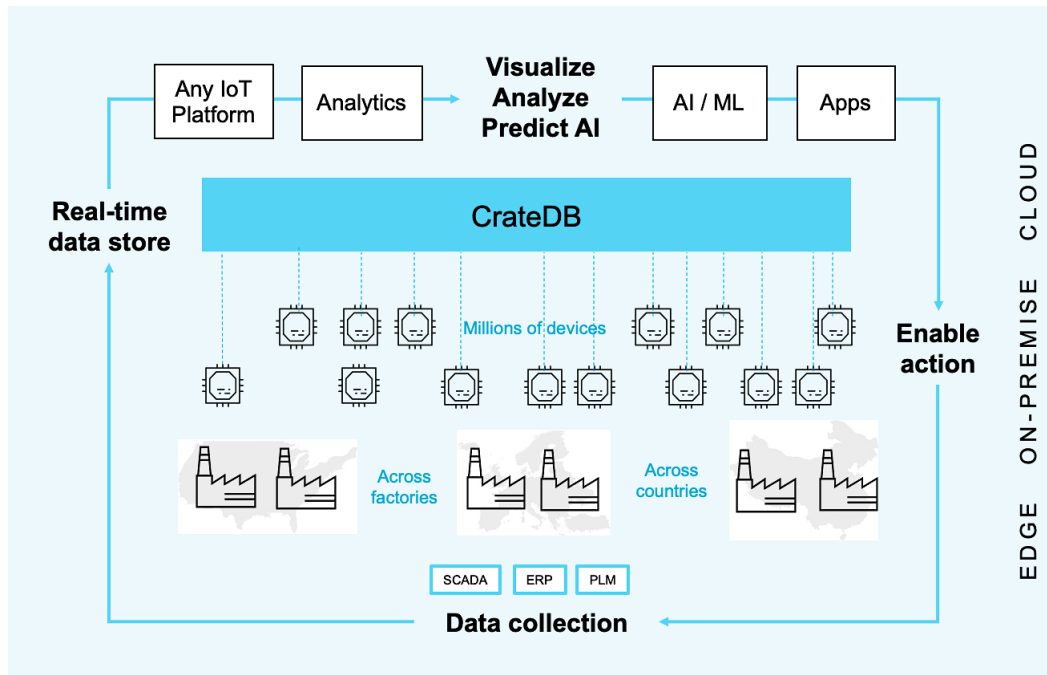 Any IoT
Platform
Analytics
Visualize
Analyze
Predict AI
AI / ML
Apps
Real-time
data store
CrateDB
Millions of devices
Enable
action
Across
factories
Across
countries
SCADA
ERP
PLM
Data collection
EDGE ON-PREMISE CLOUD